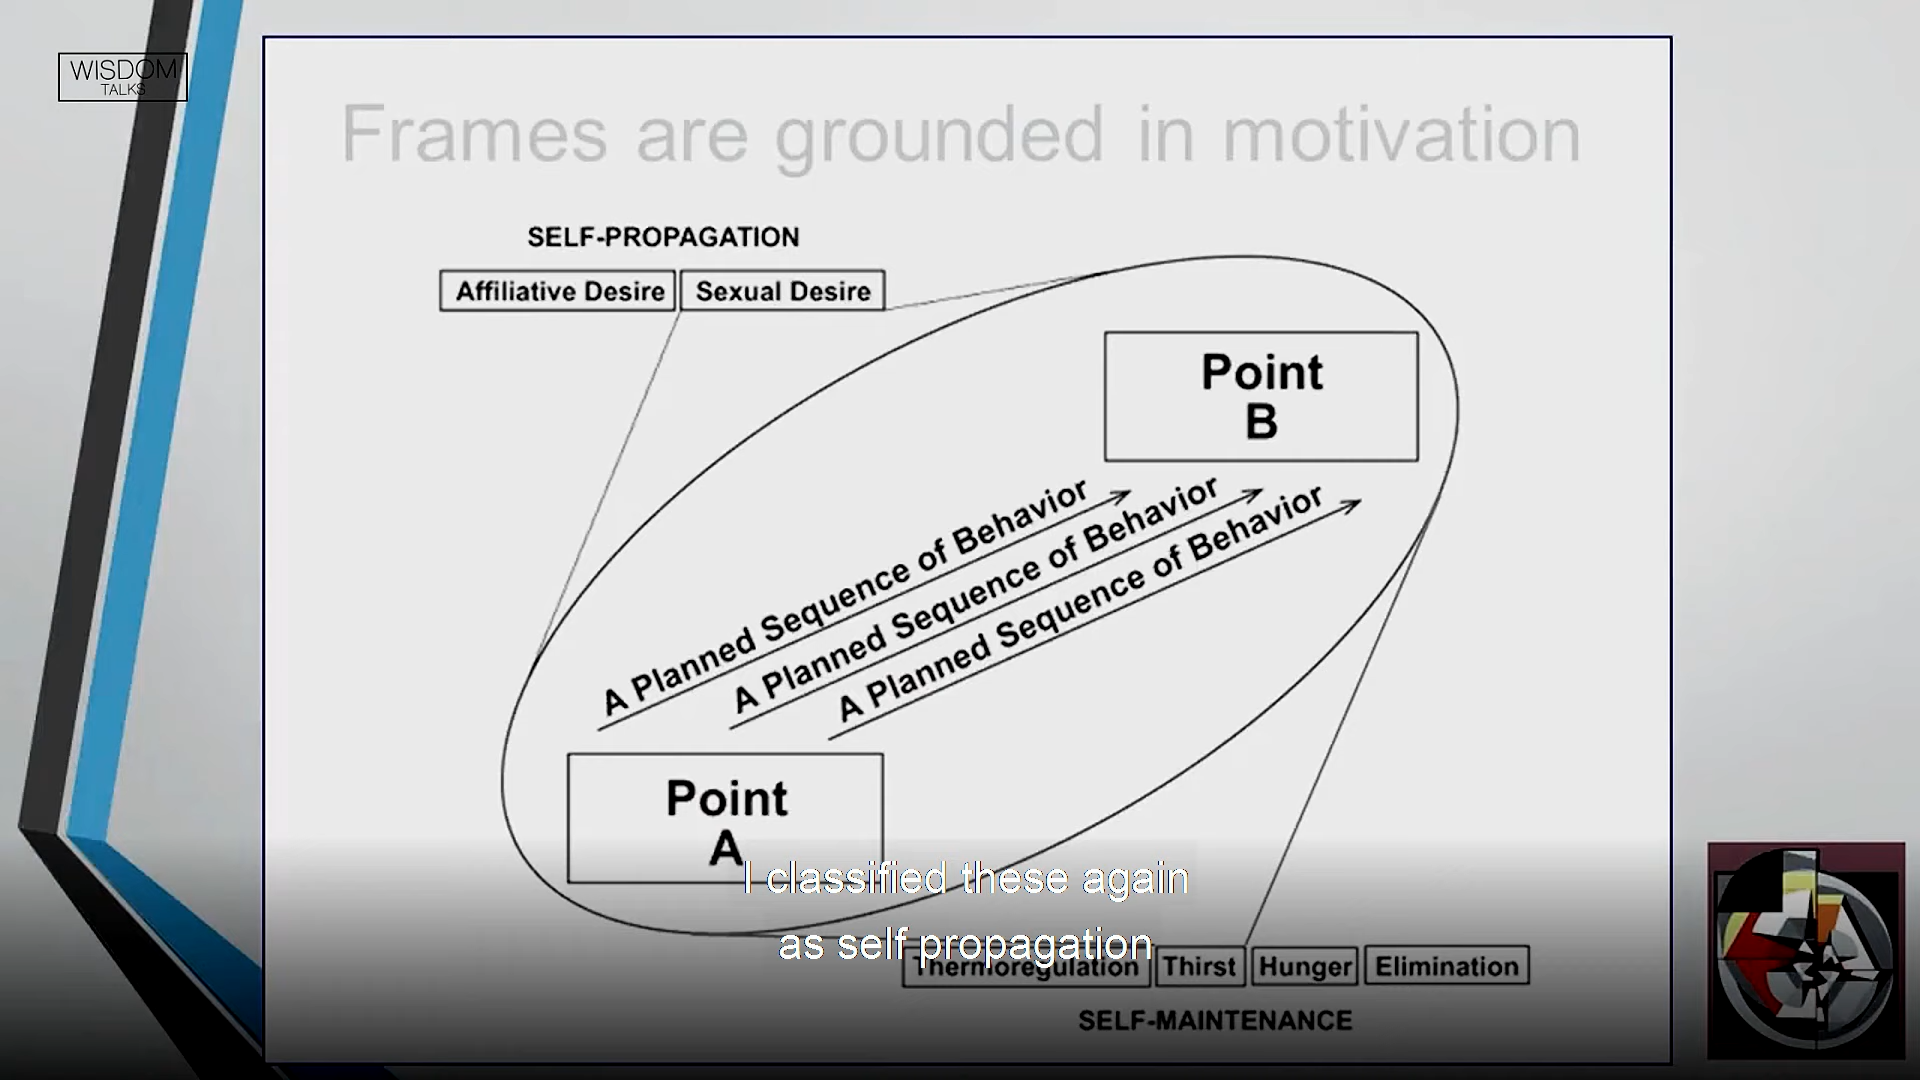 WISDOM
TALKS
Frames are grounded in motivation
SELF-PROPAGATION
Affiliative Desire
Sexual Desire
Point
B
A Planned Sequence of Behavior
A Planned Sequence of Behavior
A Planned Sequence of Behavior
Point
A
I classified these again
as self propagation
Thermoregulation
Thirst
Hunger
Elimination
SELF-MAINTENANCE